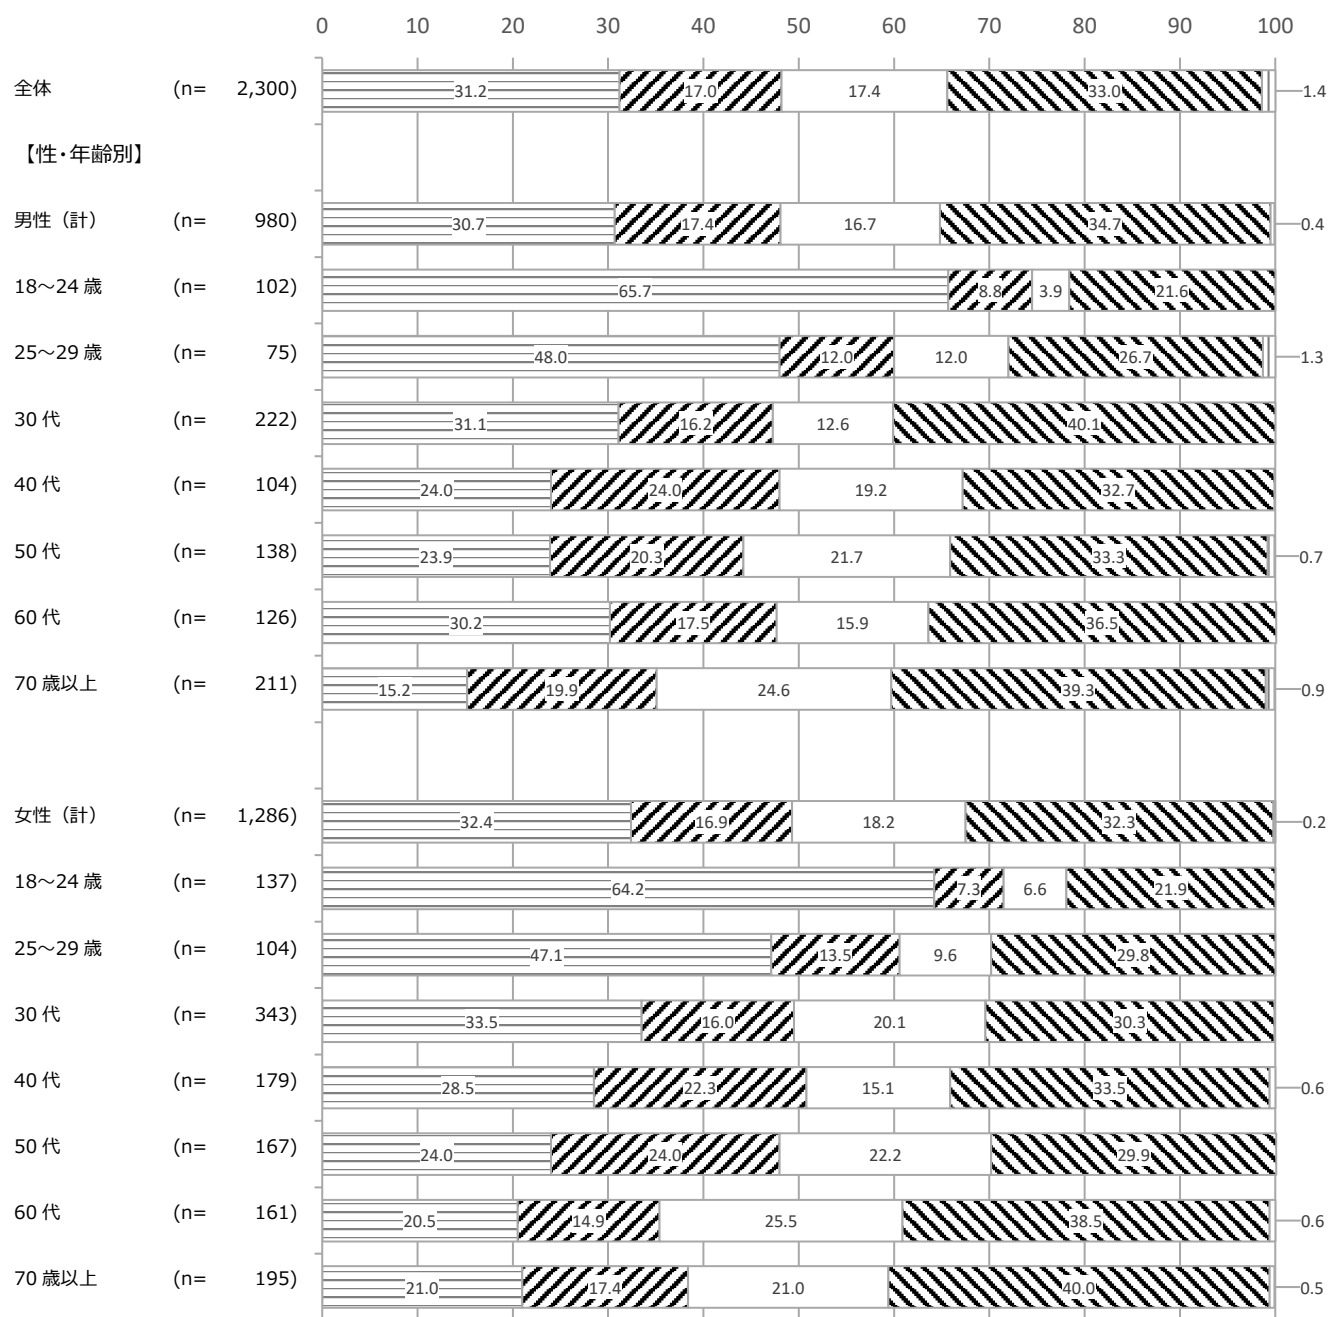 0 10 20 30 40 50 60 70 80 90 100
全体 (n= 2,300) 31.2 17.0 17.4 33.0 1.4
【性・年齢別】
男性（計） (n= 980) 30.7 17.4 16.7 34.7 0.4
18～24 歳 (n= 102) 65.7 8.8 3.9 21.6
25～29 歳 (n= 75) 48.0 12.0 12.0 26.7 1.3
30 代 (n= 222) 31.1 16.2 12.6 40.1
40 代 (n= 104) 24.0 24.0 19.2 32.7
50 代 (n= 138) 23.9 20.3 21.7 33.3 0.7
60 代 (n= 126) 30.2 17.5 15.9 36.5
70 歳以上 (n= 211) 15.2 19.9 24.6 39.3 0.9
女性（計） (n= 1,286) 32.4 16.9 18.2 32.3 0.2
18～24 歳 (n= 137) 64.2 7.3 6.6 21.9
25～29 歳 (n= 104) 47.1 13.5 9.6 29.8
30 代 (n= 343) 33.5 16.0 20.1 30.3
40 代 (n= 179) 28.5 22.3 15.1 33.5 0.6
50 代 (n= 167) 24.0 24.0 22.2 29.9
60 代 (n= 161) 20.5 14.9 25.5 38.5 0.6
70 歳以上 (n= 195) 21.0 17.4 21.0 40.0 0.5